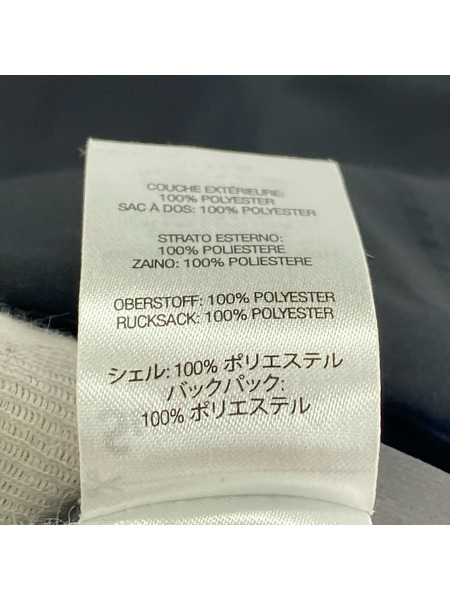 COUCHE EXTÉRIEURE:
100% POLYESTER
SAC À DOS: 100% POLYESTER
STRATO ESTERNO:
100% POLIESTERE
ZAINO: 100% POLIESTERE
OBERSTOFF: 100% POLYESTER
RUCKSACK: 100% POLYESTER
シェル: 100% ポリエステル
バックパック:
100% ポリエステル